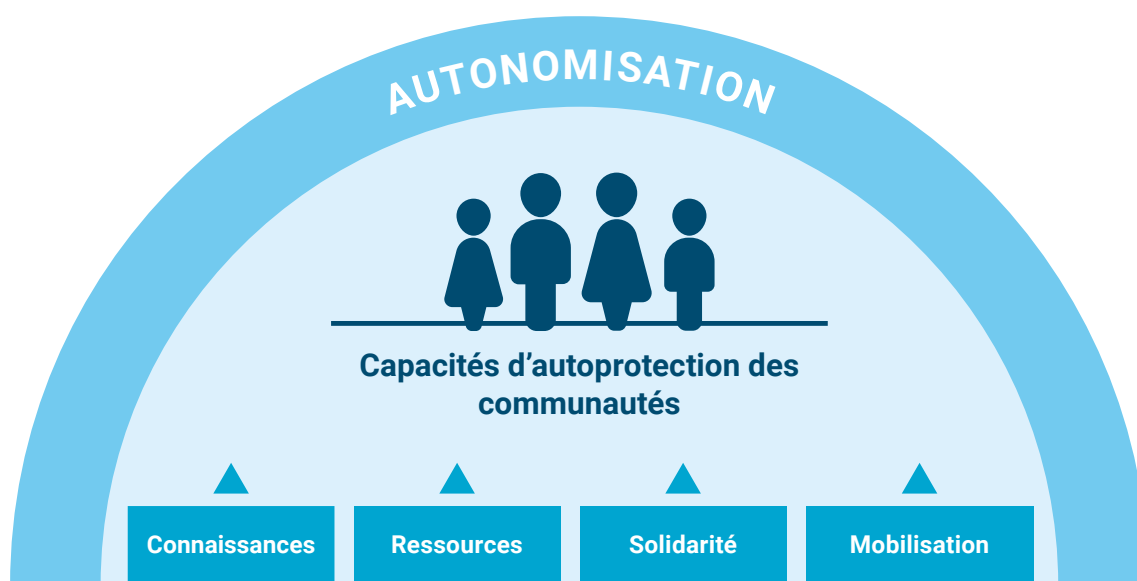 AUTONOMISATION
Capacités d’autoprotection des
communautés
Connaissances
Ressources
Solidarité
Mobilisation